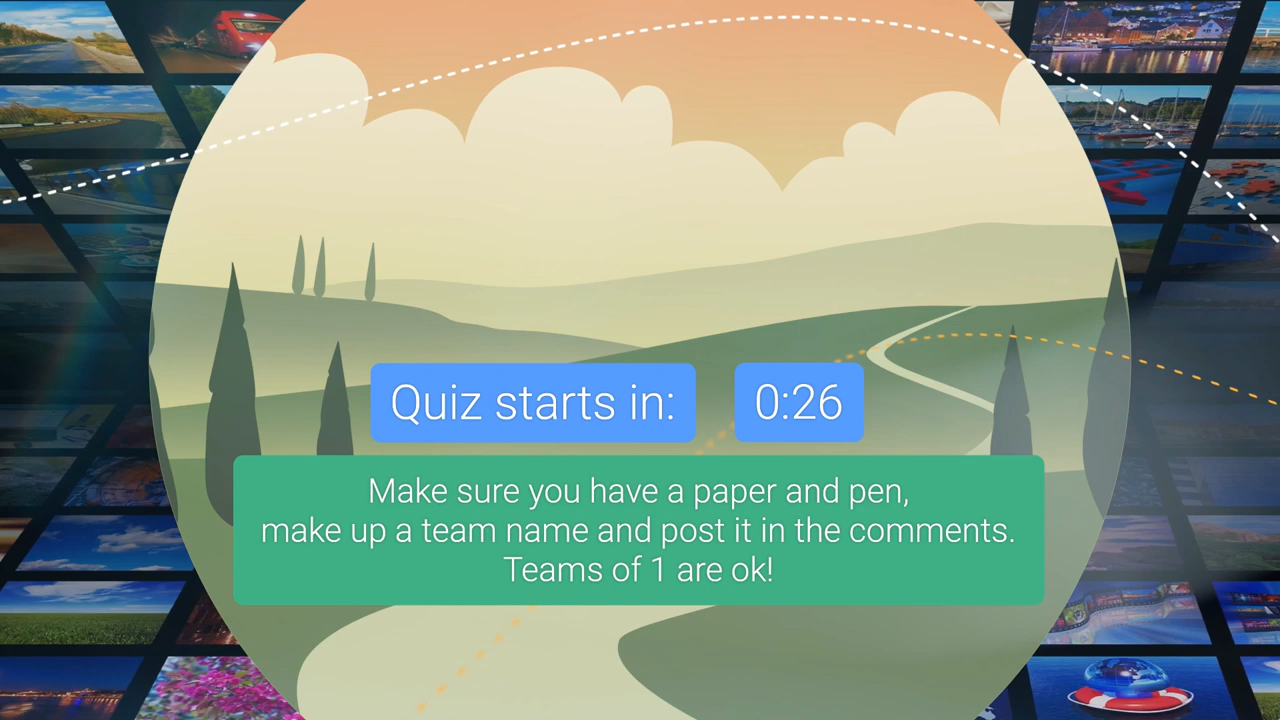 Quiz starts in: 0:26
Make sure you have a paper and pen,
make up a team name and post it in the comments.
Teams of 1 are ok!